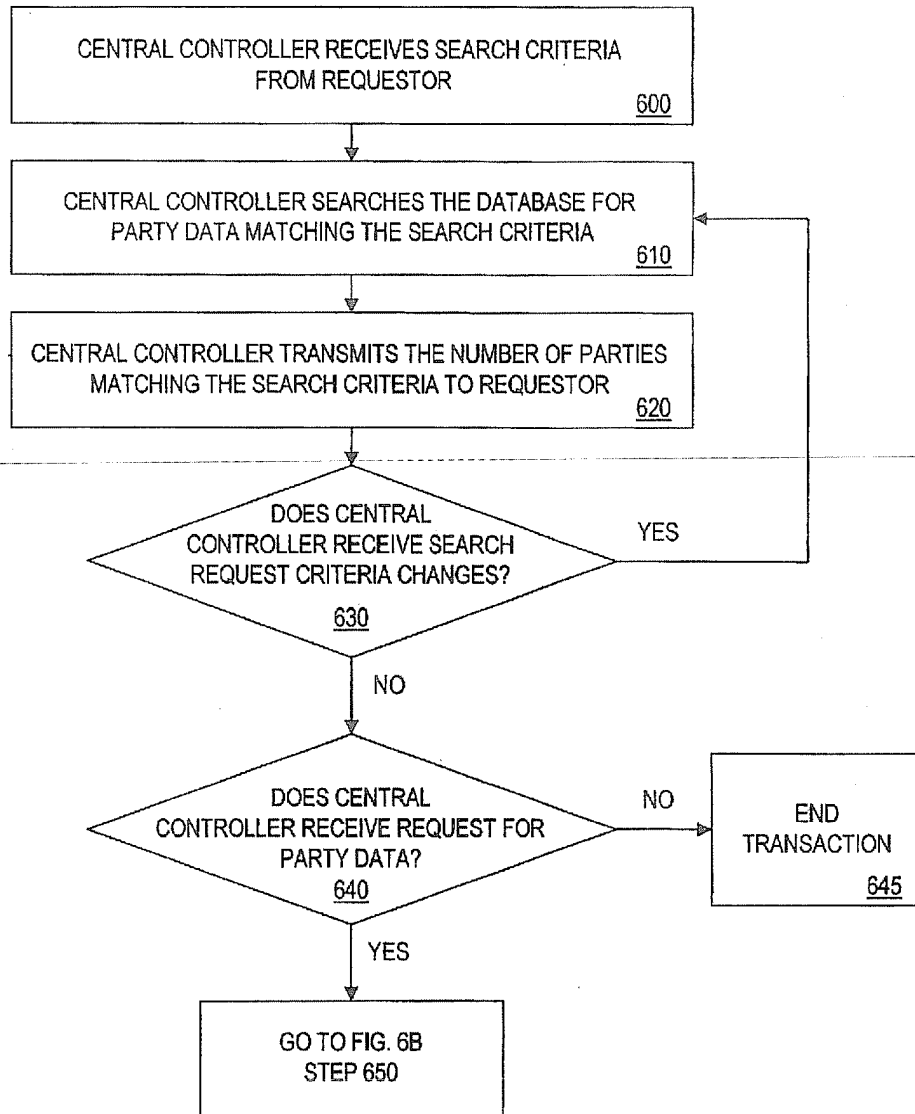 CENTRAL CONTROLLER RECEIVES SEARCH CRITERIA
FROM REQUESTOR
600
CENTRAL CONTROLLER SEARCHES THE DATABASE FOR
PARTY DATA MATCHING THE SEARCH CRITERIA
610
CENTRAL CONTROLLER TRANSMITS THE NUMBER OF PARTIES
MATCHING THE SEARCH CRITERIA TO REQUESTOR
620
DOES CENTRAL
CONTROLLER RECEIVE SEARCH
REQUEST CRITERIA CHANGES?
630
YES
NO
DOES CENTRAL
CONTROLLER RECEIVE REQUEST FOR
PARTY DATA?
640
NO
END
TRANSACTION
645
YES
GO TO FIG. 6B
STEP 650